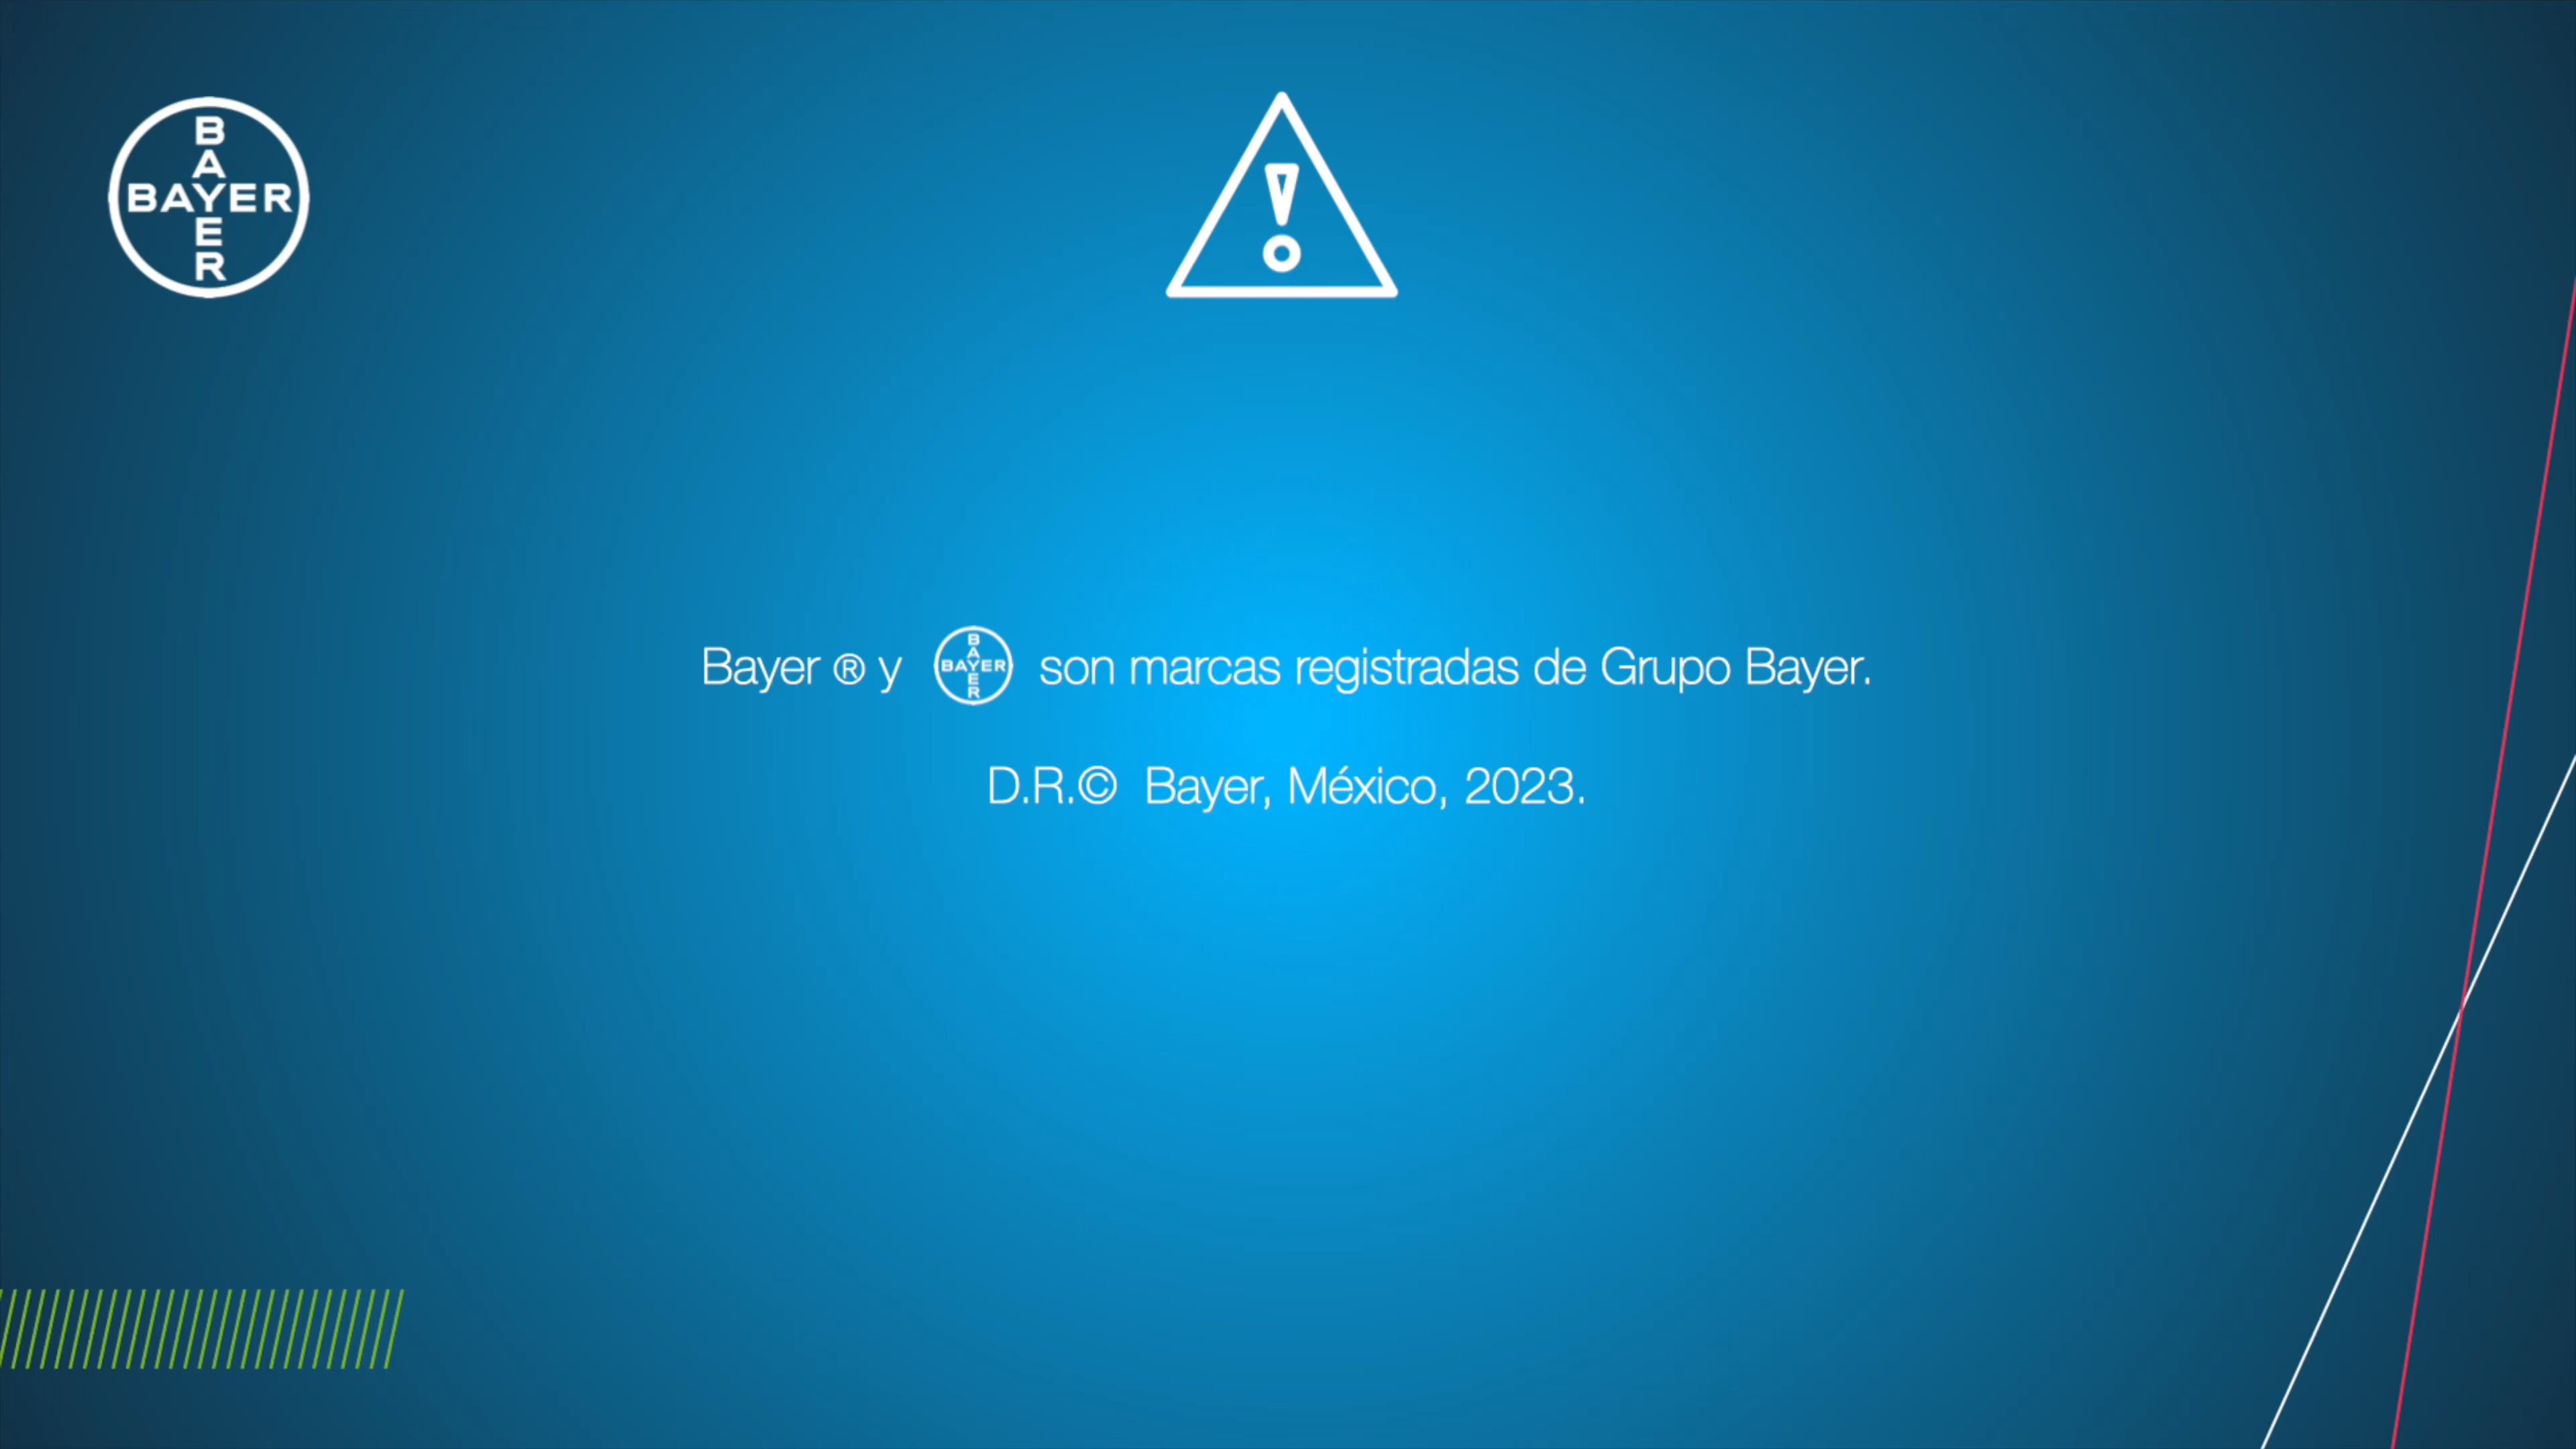 BAYER
BAYER
!
Bayer ® y BAYER BAYER son marcas registradas de Grupo Bayer.
D.R.© Bayer, México, 2023.